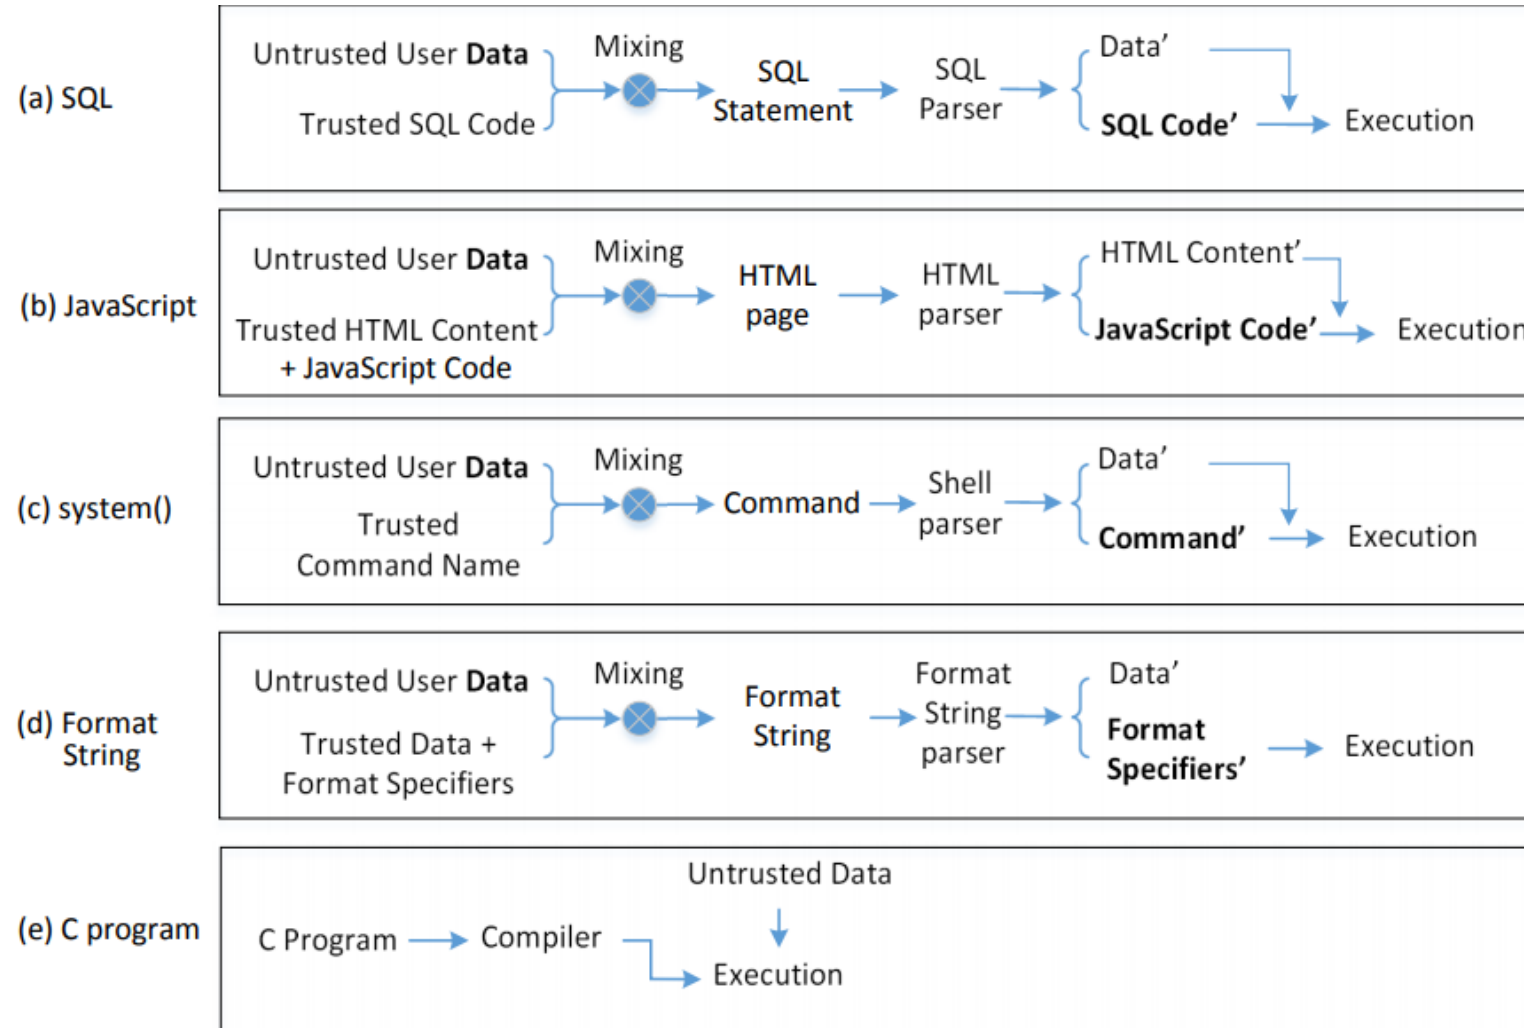 (a) SQL
Untrusted User Data
Trusted SQL Code
Mixing
SQL
Statement
SQL
Parser
Data’
SQL Code’
Execution
(b) JavaScript
Untrusted User Data
Trusted HTML Content
+ JavaScript Code
Mixing
HTML
page
HTML
parser
HTML Content’
JavaScript Code’
Execution
(c) system()
Untrusted User Data
Trusted
Command Name
Mixing
Command
Shell
parser
Data’
Command’
Execution
(d) Format
String
Untrusted User Data
Trusted Data +
Format Specifiers
Mixing
Format
String
Format
String
parser
Data’
Format
Specifiers’
Execution
(e) C program
C Program
Compiler
Untrusted Data
Execution